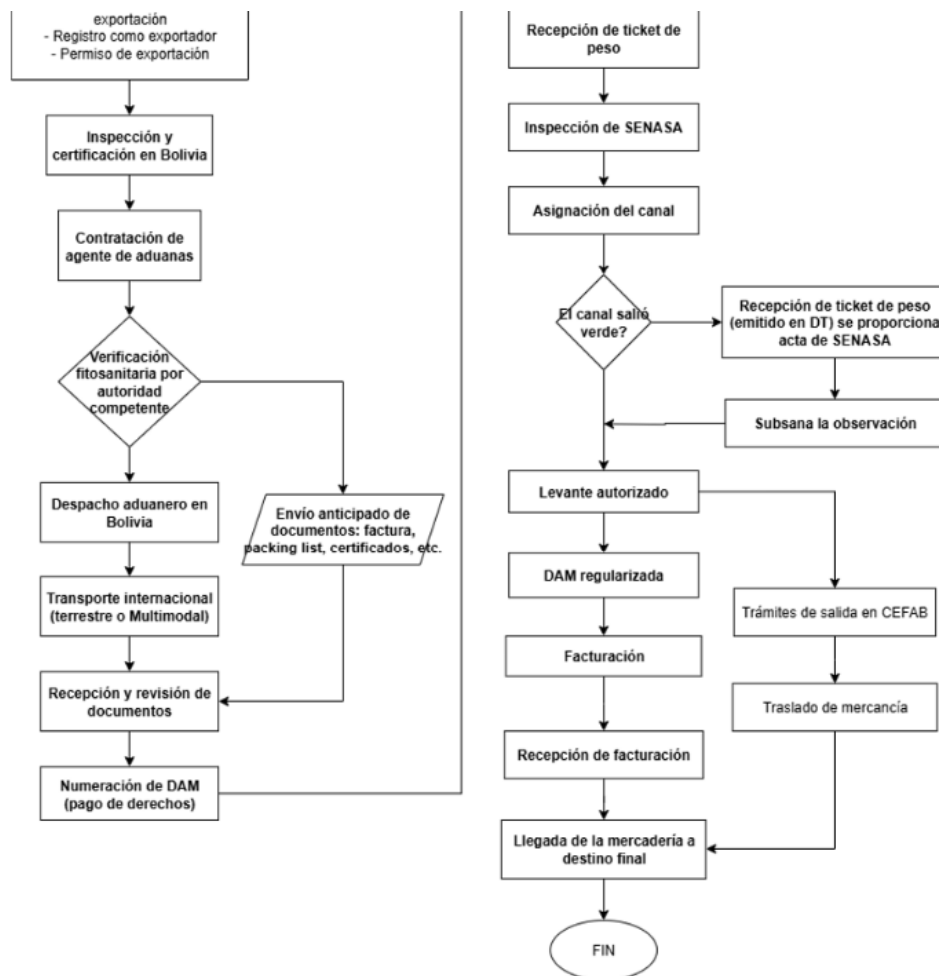 exportación
- Registro como exportador
- Permiso de exportación
Inspección y
certificación en Bolivia
Contratación de
agente de aduanas
Verificación
fitosanitaria por
autoridad
competente
Despacho aduanero en
Bolivia
Envío anticipado de
documentos: factura,
packing list, certificados, etc.
Transporte internacional
(terrestre o Multimodal)
Recepción y revisión de
documentos
Numeración de DAM
(pago de derechos)
Recepción de ticket de
peso
Inspección de SENASA
Asignación del canal
El canal salió
verde?
Recepción de ticket de peso
(emitido en DT) se proporciona
acta de SENASA
Subsana la observación
Levante autorizado
DAM regularizada
Trámites de salida en CEFAB
Facturación
Traslado de mercancía
Recepción de facturación
Llegada de la mercadería a
destino final
FIN